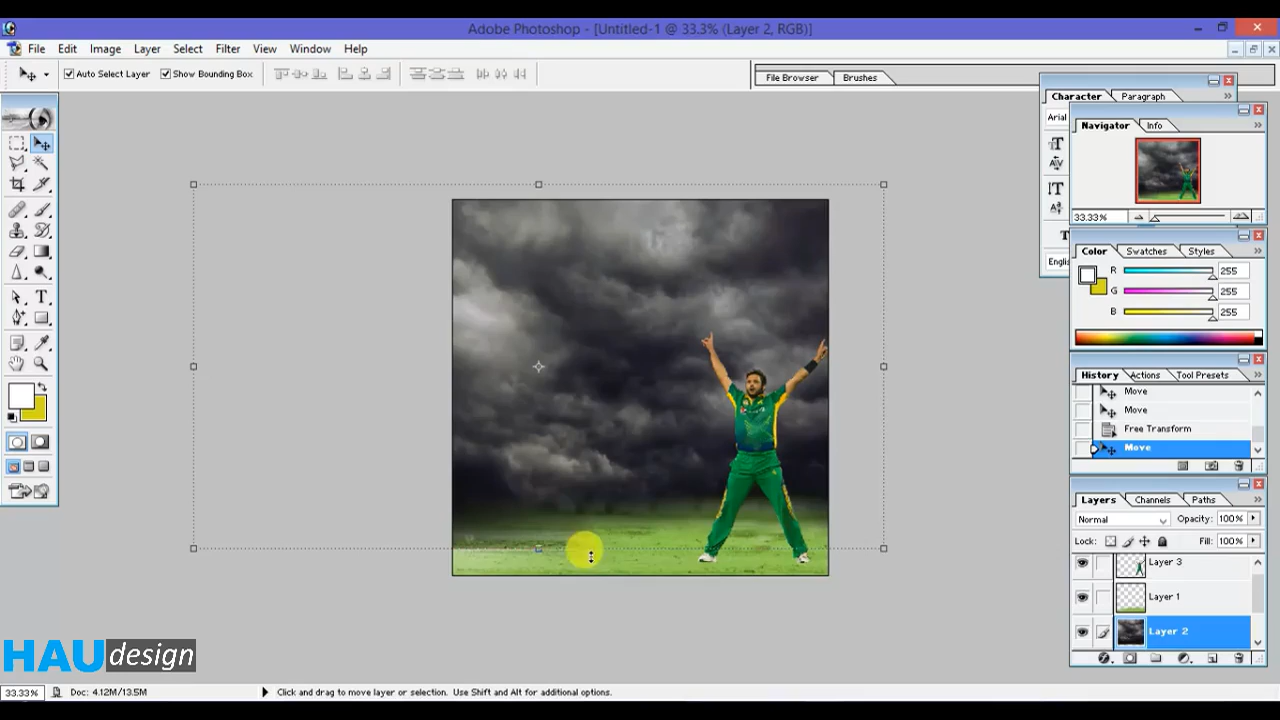 Adobe Photoshop - [Untitled-1 @ 33.3% (Layer 2, RGB)]
File Edit Image Layer Select Filter View Window Help
Auto Select Layer Show Bounding Box
File Browser Brushes
Character Paragraph
Arial
Navigator Info
33.33%
English
Color Swatches Styles
R 255
G 255
B 255
History Actions Tool Presets
Move
Move
Free Transform
Move
Layers Channels Paths
Normal Opacity: 100%
Lock: Fill: 100%
Layer 3
Layer 1
Layer 2
HAU design
33.33% Doc: 4.12M/13.5M Click and drag to move layer or selection. Use Shift and Alt for additional options.